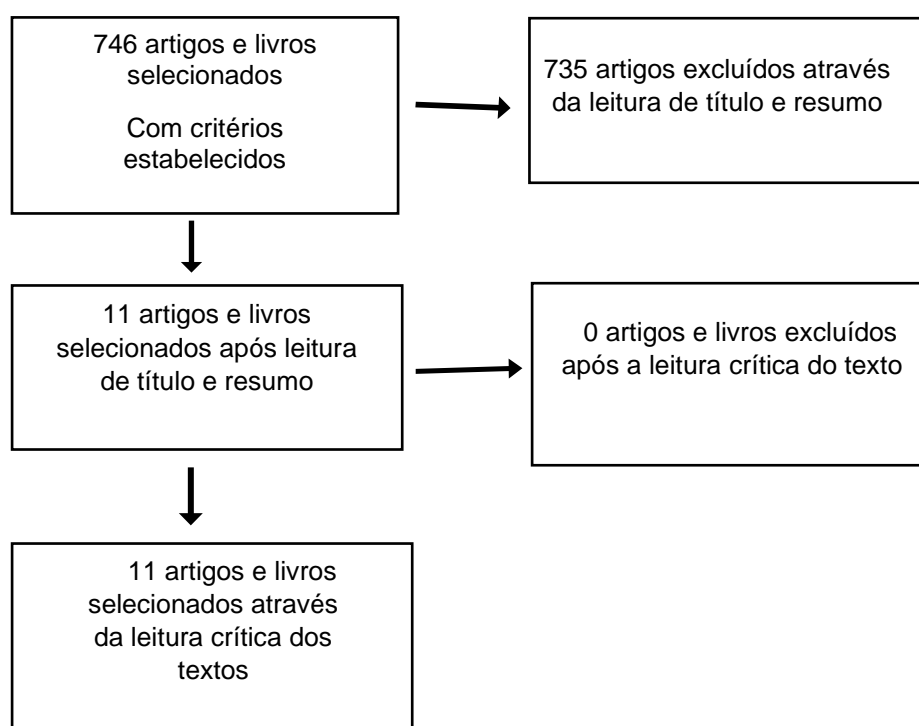 746 artigos e livros
selecionados
Com critérios
estabelecidos
735 artigos excluídos através
da leitura de título e resumo
11 artigos e livros
selecionados após leitura
de título e resumo
0 artigos e livros excluídos
após a leitura crítica do texto
11 artigos e livros
selecionados através
da leitura crítica dos
textos